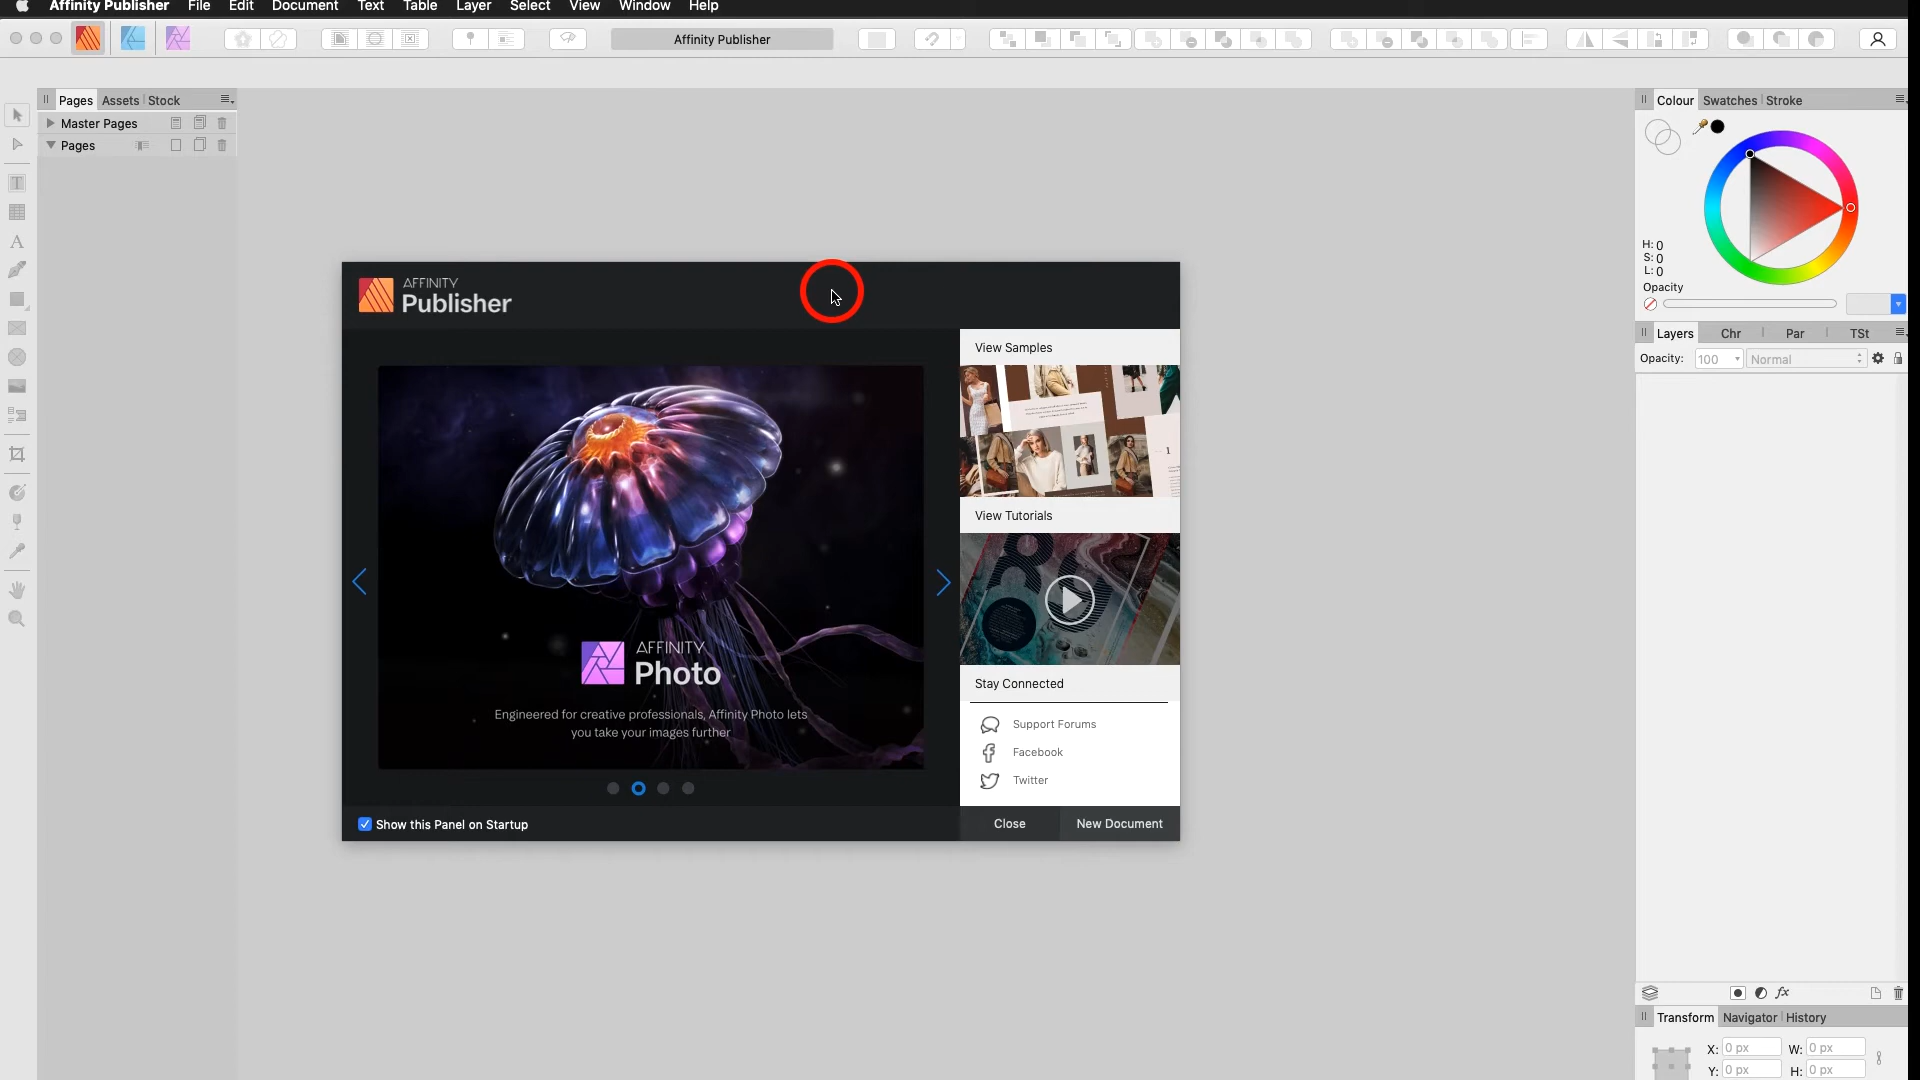 Affinity Publisher File Edit Document Text Table Layer Select View Window Help
Affinity Publisher
Pages Assets Stock
Master Pages
Pages
Colour Swatches Stroke
H: 0
S: 0
L: 0
Opacity
Layers Chr Par TSt
Opacity: 100 Normal
AFFINITY
Publisher
View Samples
View Tutorials
AFFINITY
Photo
Engineered for creative professionals, Affinity Photo lets
you take your images further
Stay Connected
Support Forums
Facebook
Twitter
Show this Panel on Startup
Close New Document
fx
Transform Navigator History
X: 0 px W: 0 px
Y: 0 px H: 0 px